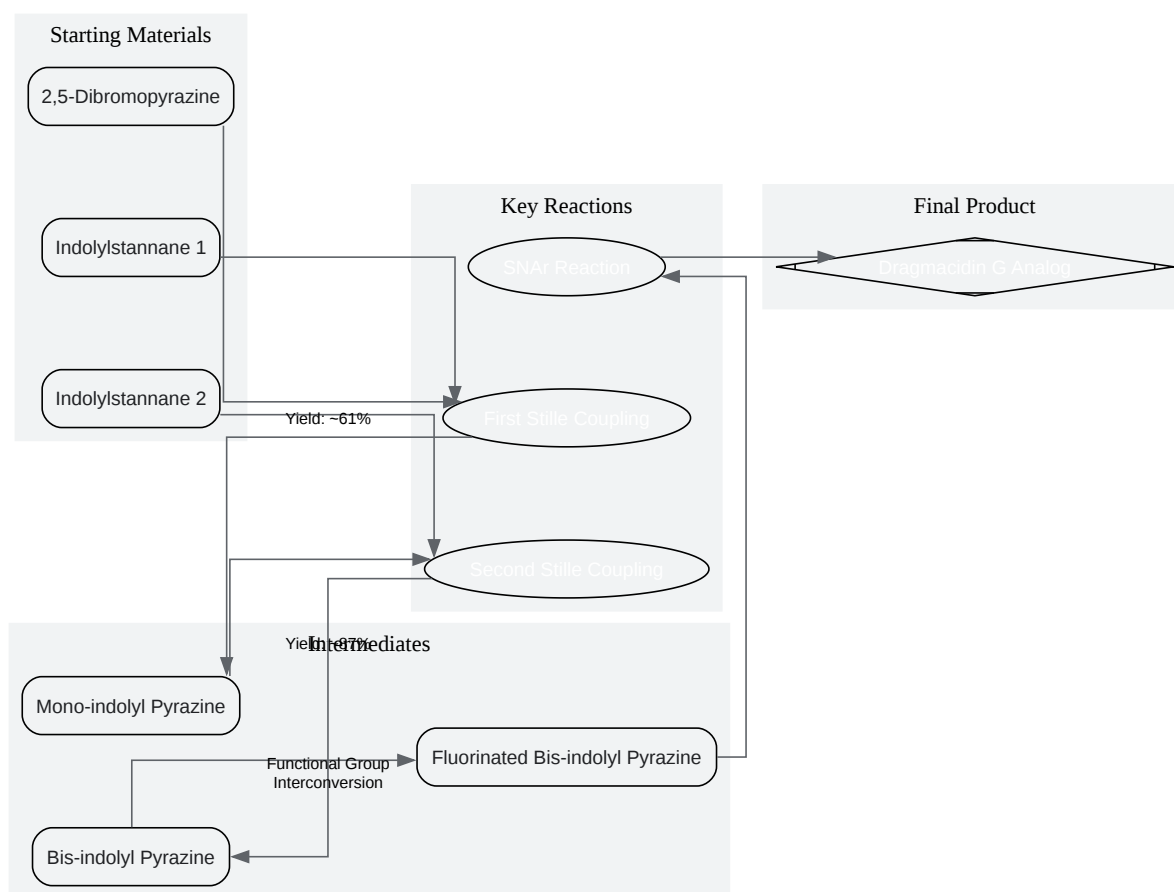 Starting Materials
2,5-Dibromopyrazine
Indolylstannane 1
Indolylstannane 2
Key Reactions
SNAr Reaction
First Stille Coupling
Second Stille Coupling
Final Product
Dragmacidin G Analog
Yield: ~61%
Yield: ~87%
Intermediates
Mono-indolyl Pyrazine
Functional Group
Interconversion
Fluorinated Bis-indolyl Pyrazine
Bis-indolyl Pyrazine